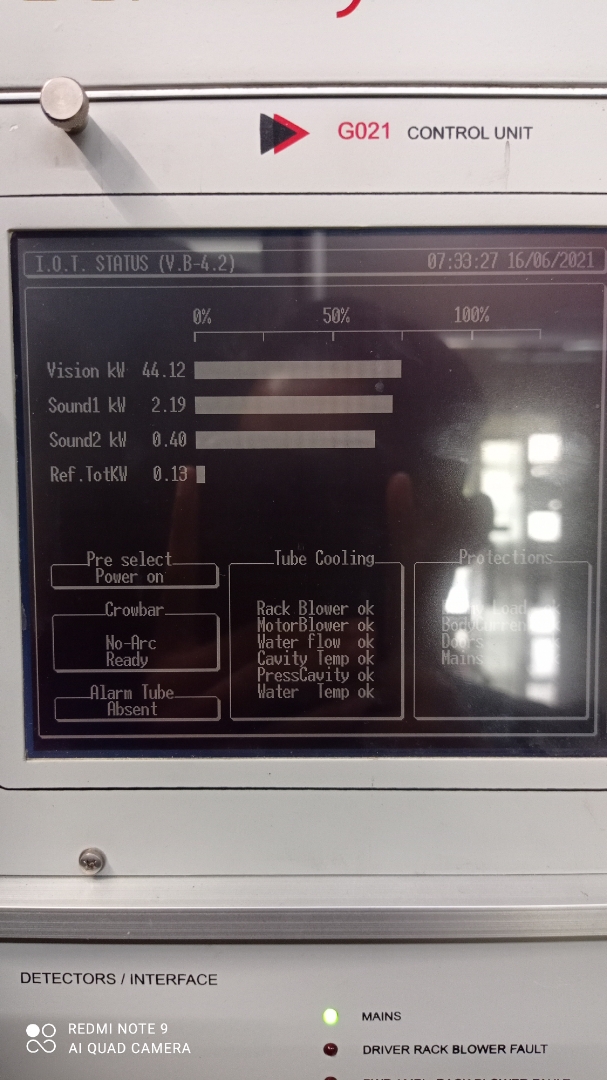 G021 CONTROL UNIT
I.O.T. STATUS (V.B-4.2) 07:33:27 16/06/2021
0% 50% 100%
Vision kW 44.12
Sound1 kW 2.19
Sound2 kW 0.40
Ref.TotKW 0.13
Pre select
Power on
Crowbar
No-Arc
Ready
Alarm Tube
Absent
Tube Cooling
Rack Blower ok
MotorBlower ok
Water flow ok
Cavity Temp ok
PressCavity ok
Water Temp ok
Protections
Load
Mains
DETECTORS / INTERFACE
MAINS
DRIVER RACK BLOWER FAULT
REDMI NOTE 9
AI QUAD CAMERA